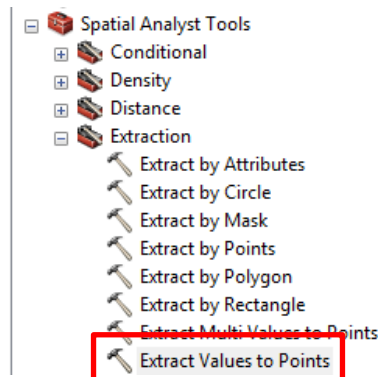 Spatial Analyst Tools
Conditional
Density
Distance
Extraction
Extract by Attributes
Extract by Circle
Extract by Mask
Extract by Points
Extract by Polygon
Extract by Rectangle
Extract Multi Values to Points
Extract Values to Points